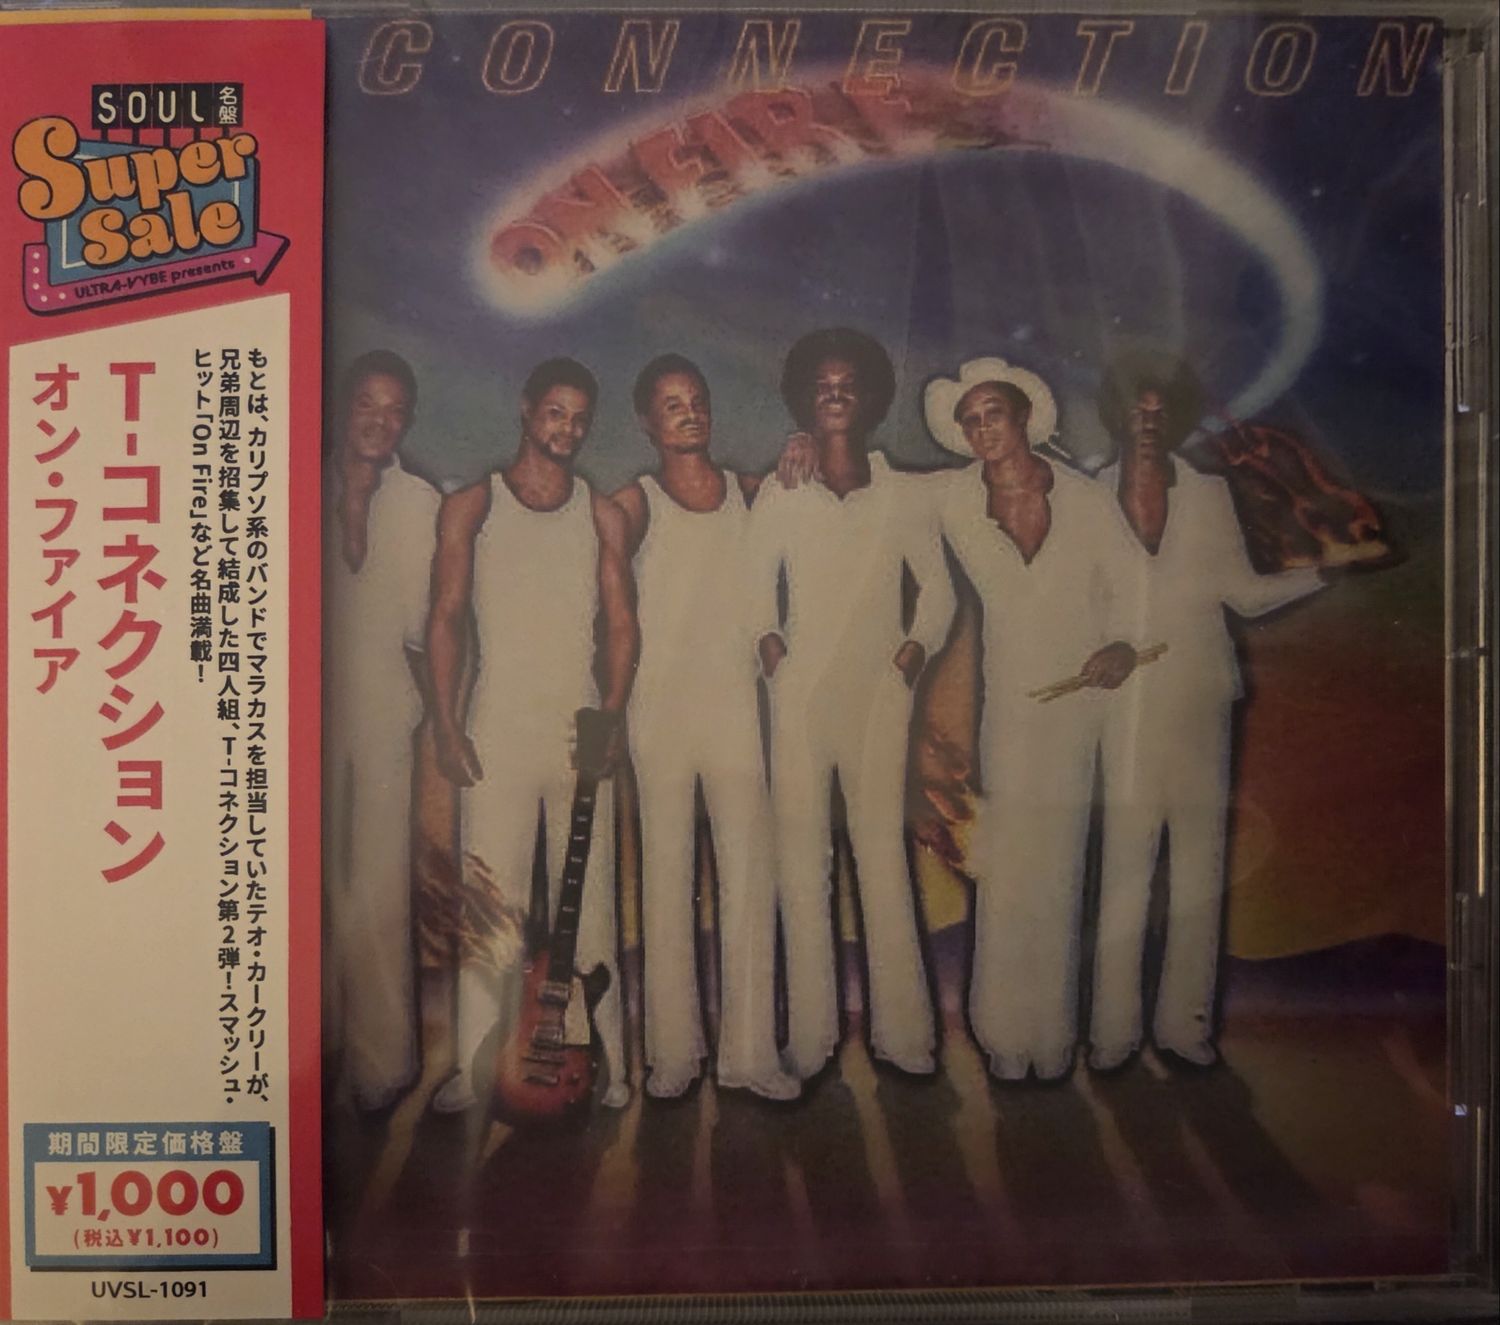 SOUL名盤
Super
Sale
ULTRA-VYBE presents
もとは、カリプソ系のバンドでマラカスを担当していたテオ・カークリーが、
兄弟周辺を招集して結成した四人組、T-コネクション第2弾！スマッシュ・
ヒット「On Fire」など名曲満載！
T-コネクション
オン・ファイア
期間限定価格盤
¥1,000
(税込¥1,100)
UVSL-1091
CONNECTION
ON FIRE